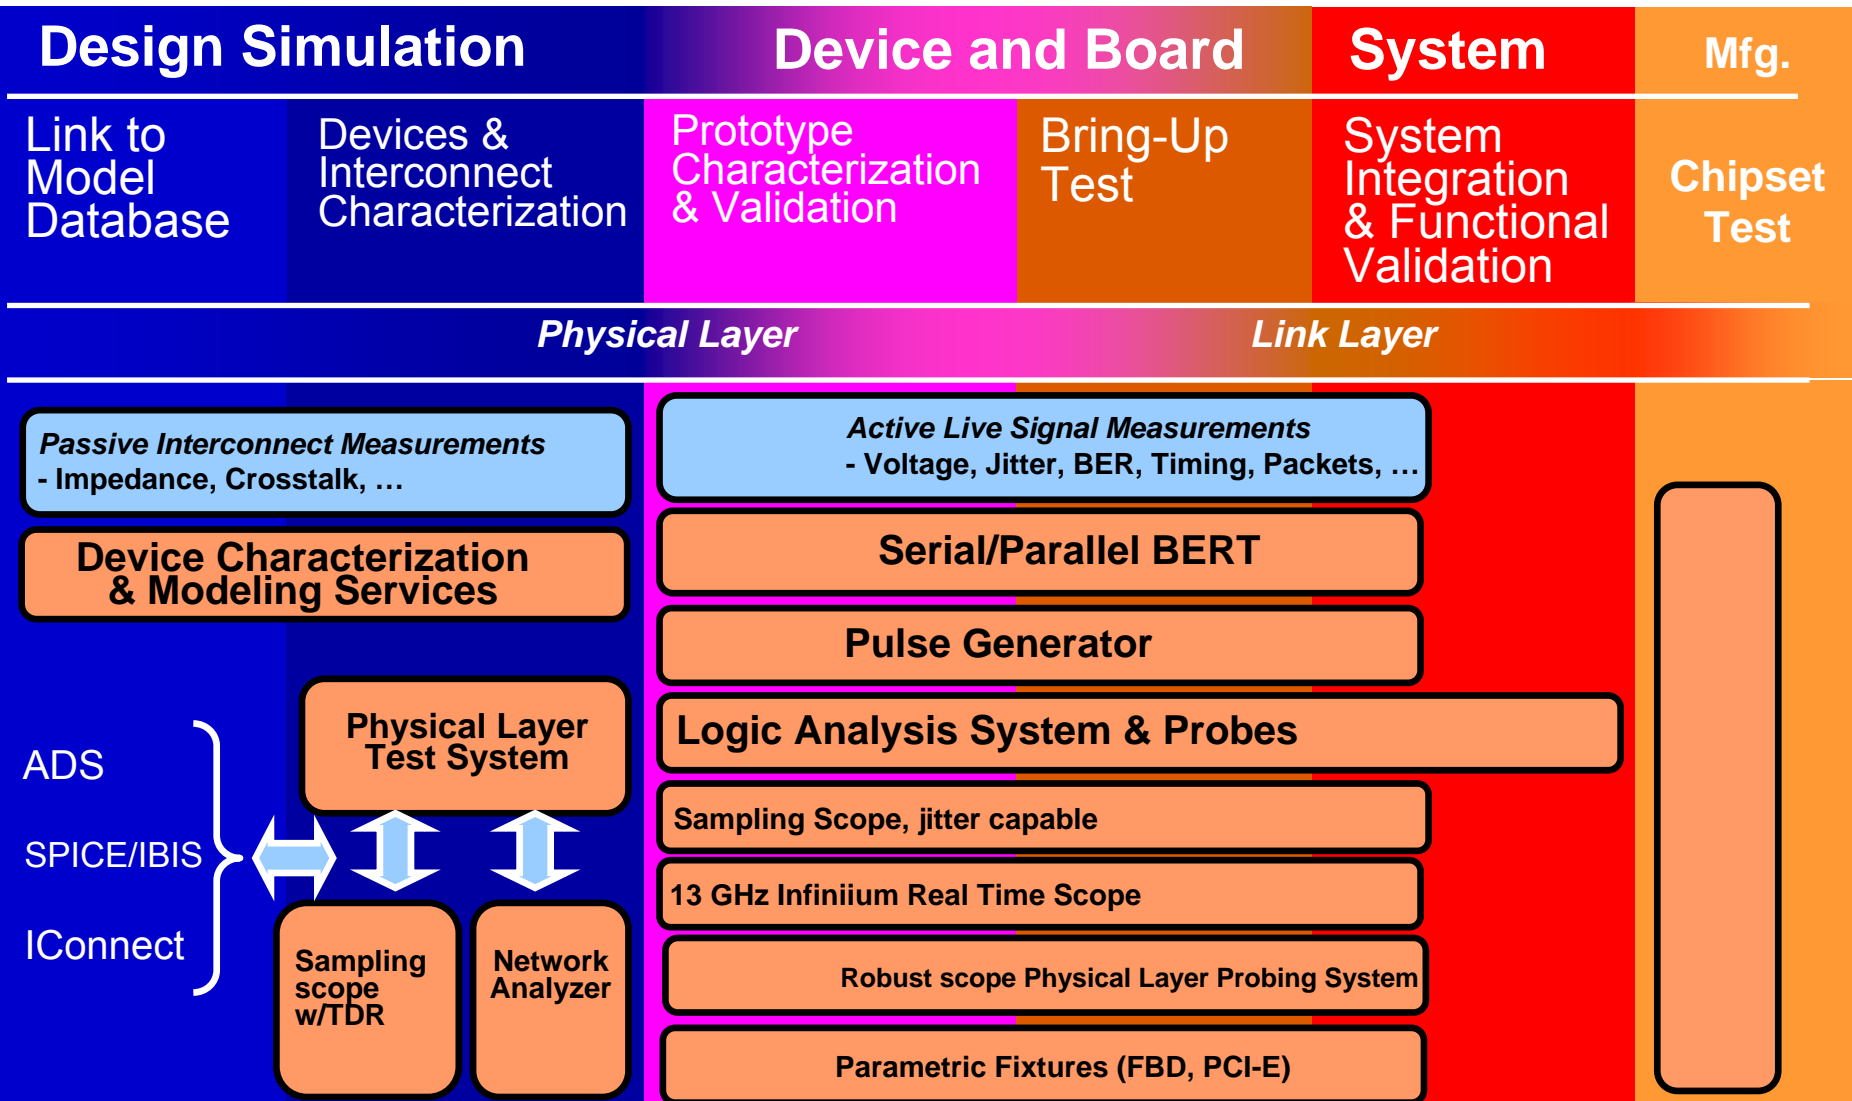 Design Simulation
Device and Board
System
Mfg.
Link to
Model
Database
Devices &
Interconnect
Characterization
Prototype
Characterization
& Validation
Bring-Up
Test
System
Integration
& Functional
Validation
Chipset
Test
Physical Layer
Link Layer
Passive Interconnect Measurements
- Impedance, Crosstalk, …
Active Live Signal Measurements
- Voltage, Jitter, BER, Timing, Packets, …
Device Characterization
& Modeling Services
Serial/Parallel BERT
Pulse Generator
Physical Layer
Test System
Logic Analysis System & Probes
ADS
SPICE/IBIS
IConnect
Sampling Scope, jitter capable
13 GHz Infiniium Real Time Scope
Sampling
scope
w/TDR
Network
Analyzer
Robust scope Physical Layer Probing System
Parametric Fixtures (FBD, PCI-E)